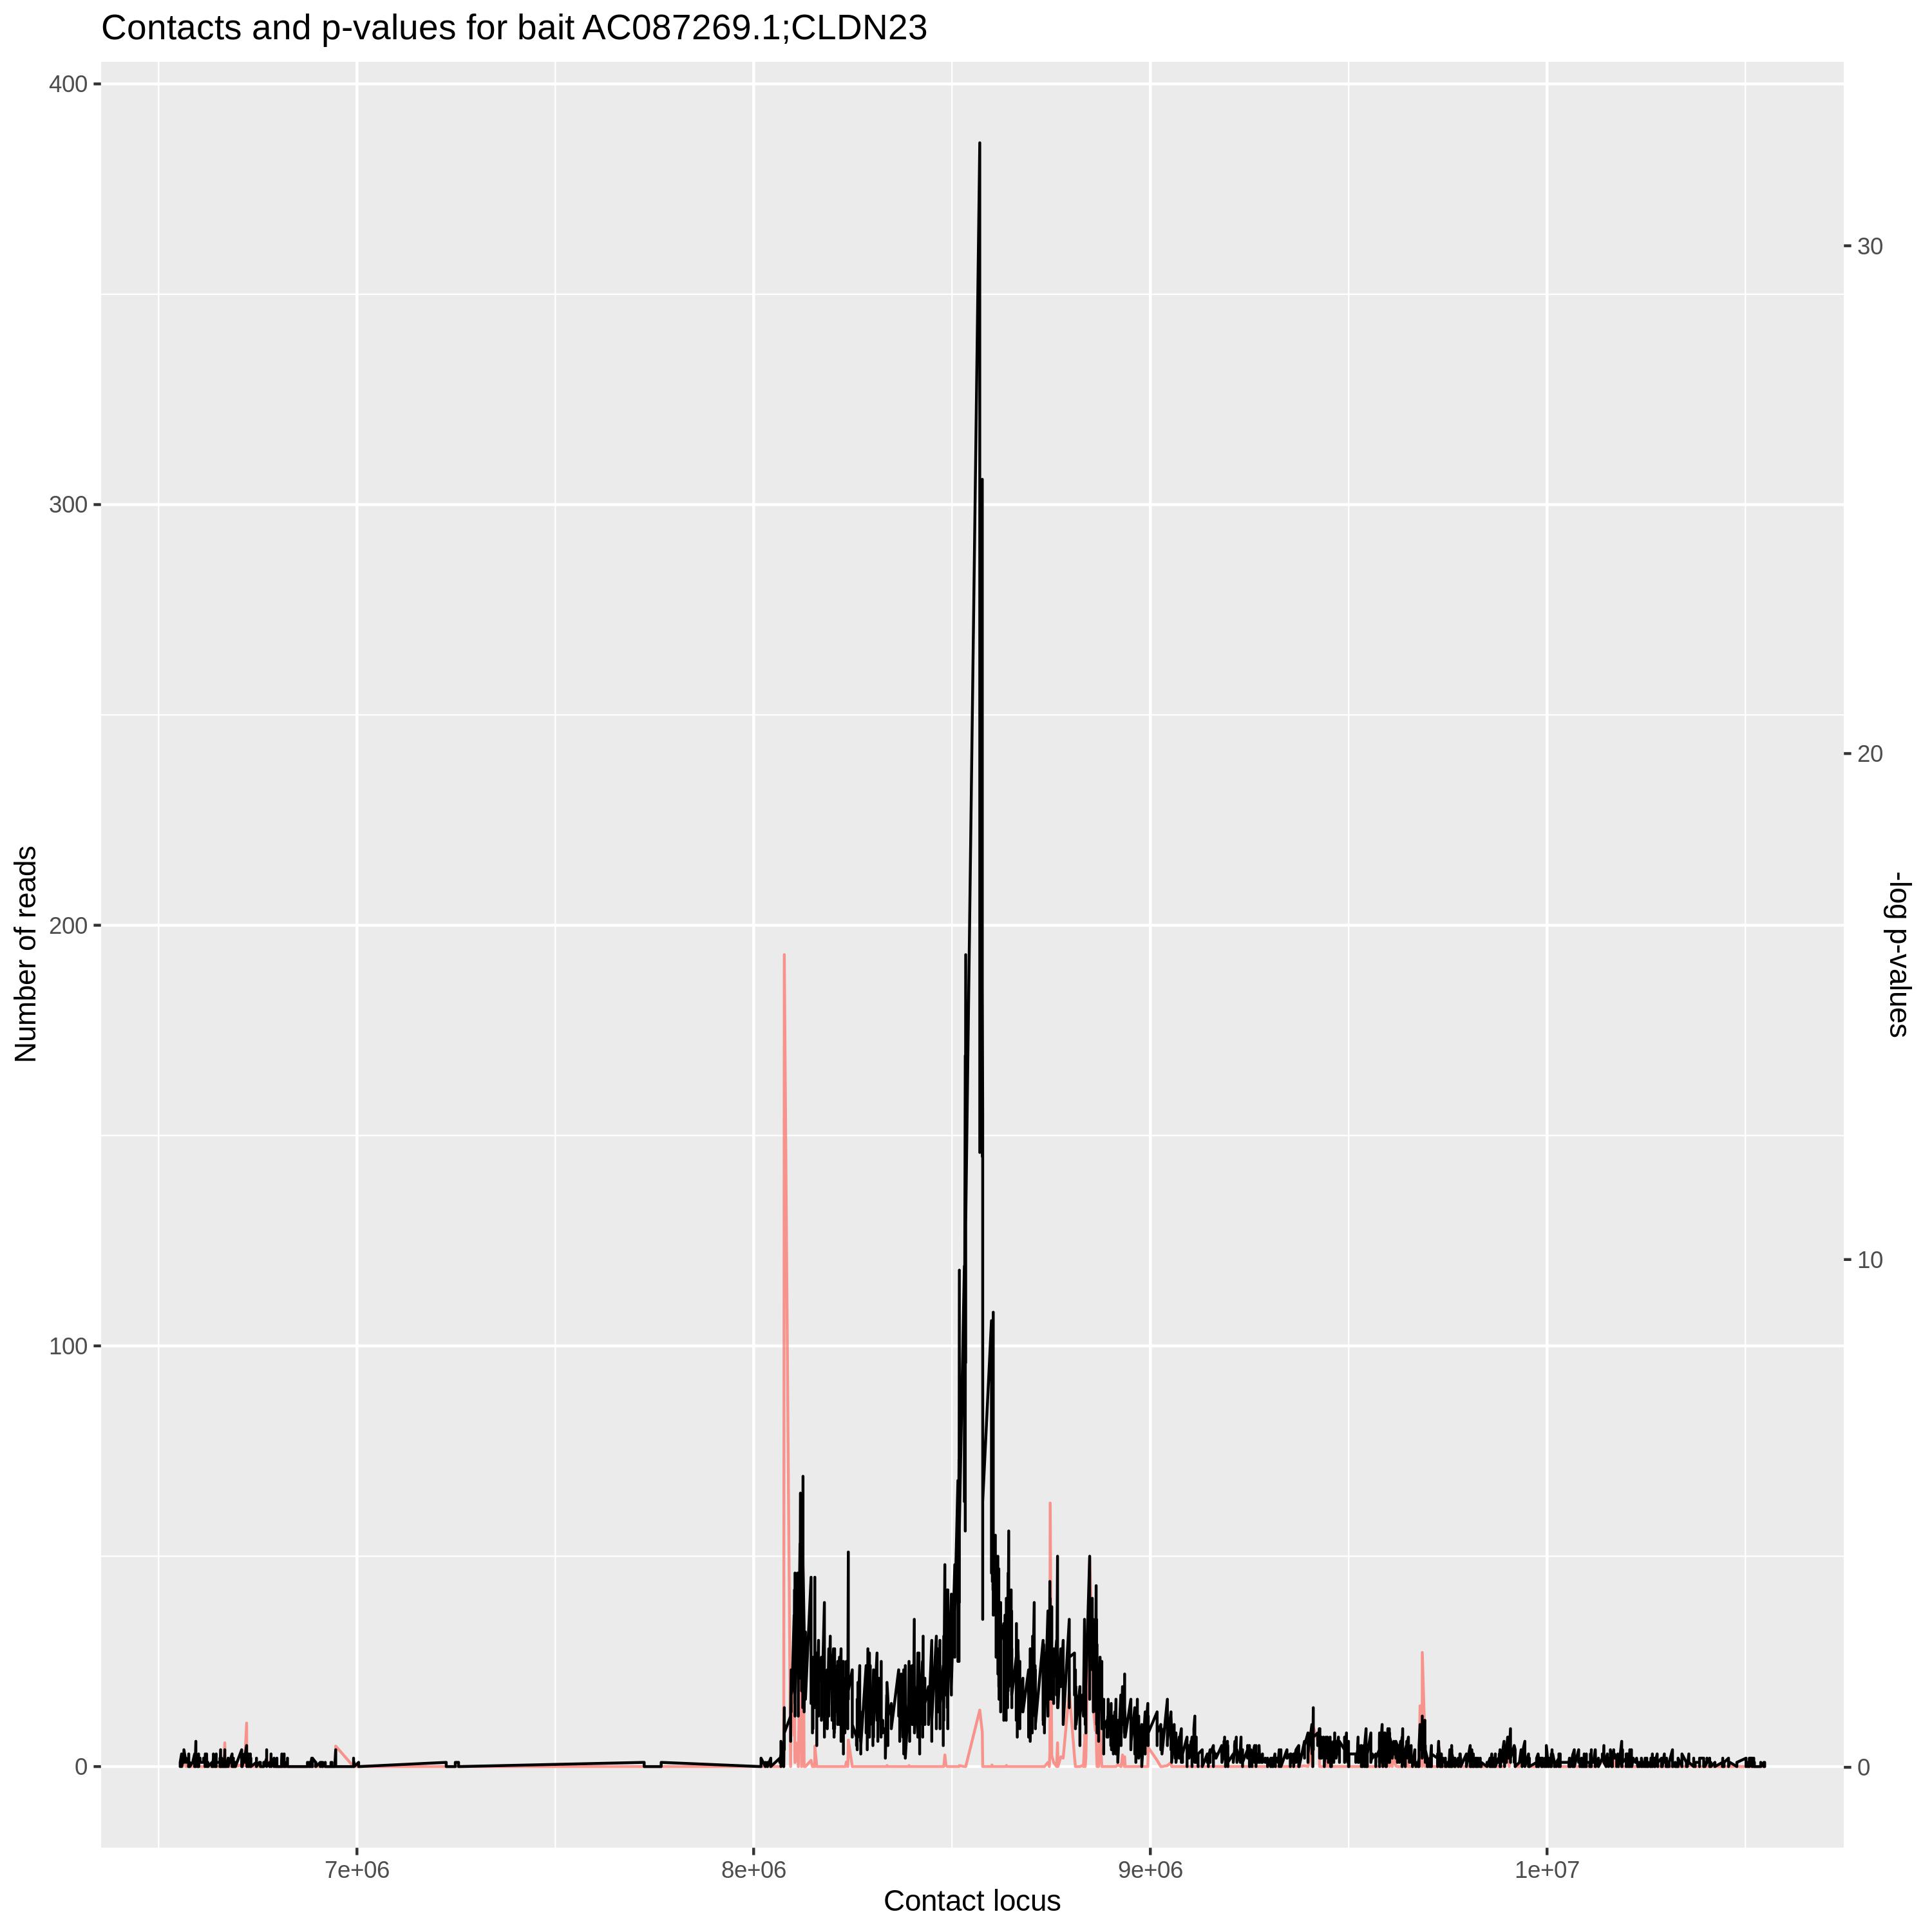 Contacts and p-values for bait AC087269.1;CLDN23
400
300
200
100
0
Number of reads
30
20
10
0
-log p-values
7e+06
8e+06
9e+06
1e+07
Contact locus